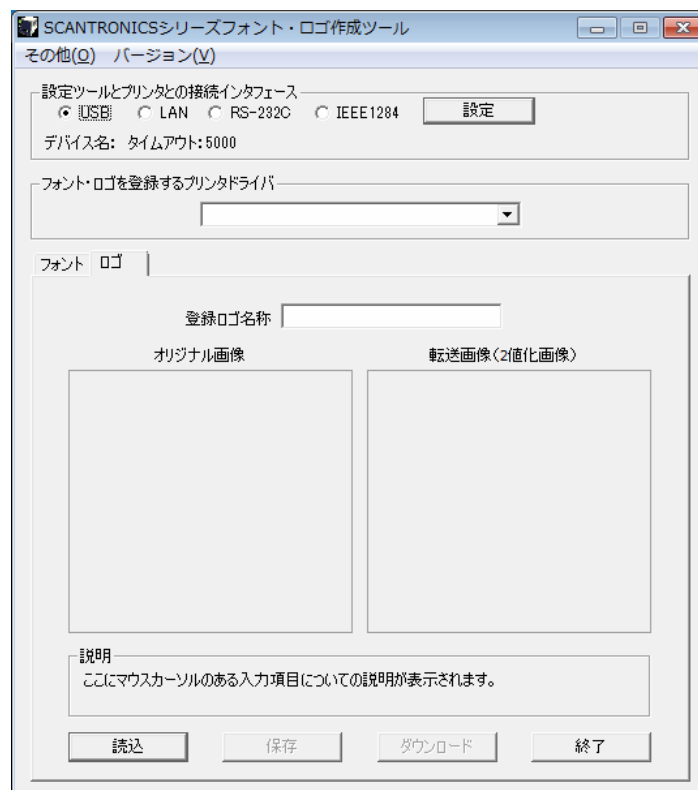 SCANTRONICSシリーズフォント・ロゴ作成ツール
その他(O) バージョン(V)
設定ツールとプリンタとの接続インタフェース
USB LAN RS-232C IEEE1284 設定
デバイス名: タイムアウト:5000
フォント・ロゴを登録するプリンタドライバ
フォント ロゴ
登録ロゴ名称
オリジナル画像 転送画像(2値化画像)
説明
ここにマウスカーソルのある入力項目についての説明が表示されます。
読込 保存 ダウンロード 終了